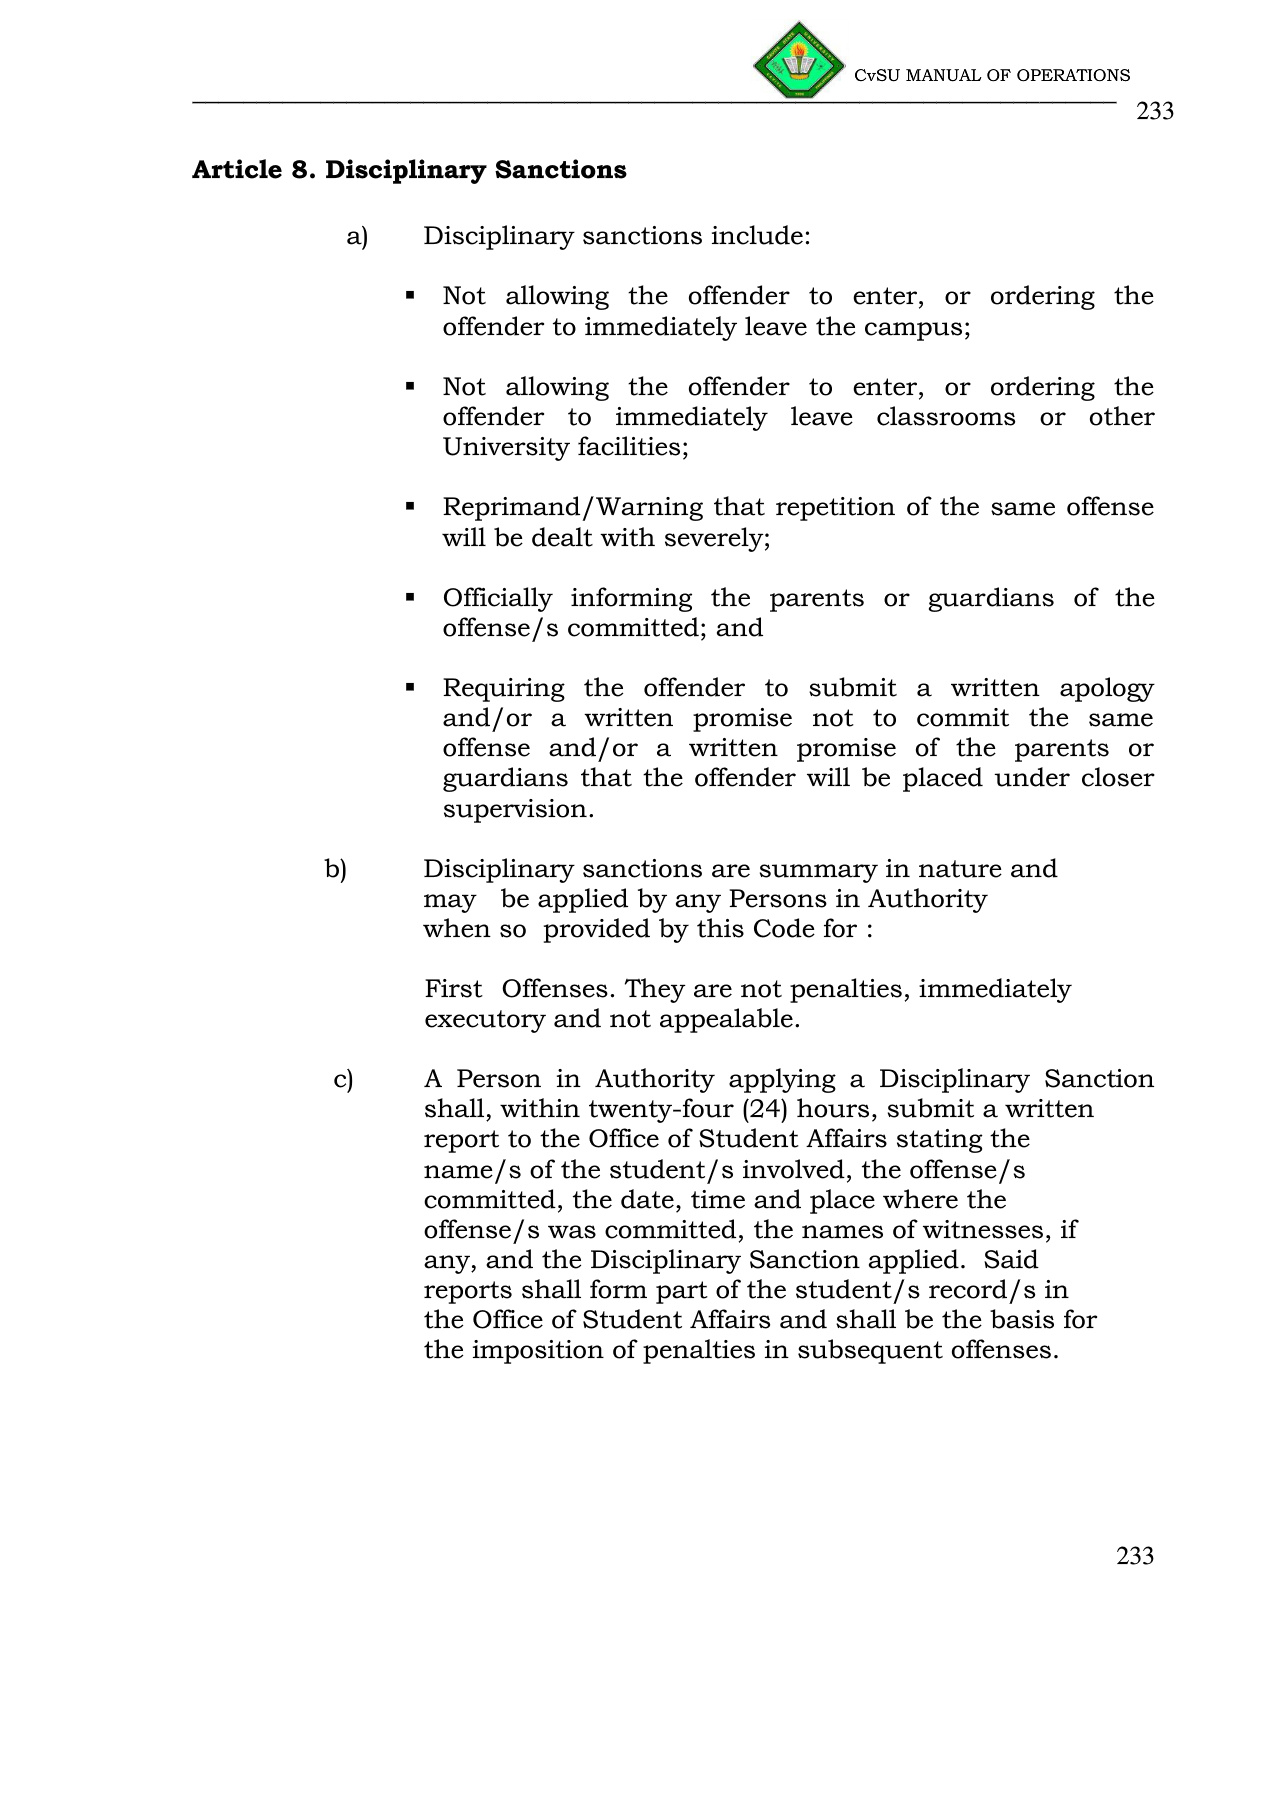 CvSU MANUAL OF OPERATIONS
233
Article 8. Disciplinary Sanctions
a) Disciplinary sanctions include:
▪ Not allowing the offender to enter, or ordering the
offender to immediately leave the campus;
▪ Not allowing the offender to enter, or ordering the
offender to immediately leave classrooms or other
University facilities;
▪ Reprimand/Warning that repetition of the same offense
will be dealt with severely;
▪ Officially informing the parents or guardians of the
offense/s committed; and
▪ Requiring the offender to submit a written apology
and/or a written promise not to commit the same
offense and/or a written promise of the parents or
guardians that the offender will be placed under closer
supervision.
b) Disciplinary sanctions are summary in nature and
may be applied by any Persons in Authority
when so provided by this Code for :
First Offenses. They are not penalties, immediately
executory and not appealable.
c) A Person in Authority applying a Disciplinary Sanction
shall, within twenty-four (24) hours, submit a written
report to the Office of Student Affairs stating the
name/s of the student/s involved, the offense/s
committed, the date, time and place where the
offense/s was committed, the names of witnesses, if
any, and the Disciplinary Sanction applied. Said
reports shall form part of the student/s record/s in
the Office of Student Affairs and shall be the basis for
the imposition of penalties in subsequent offenses.
233